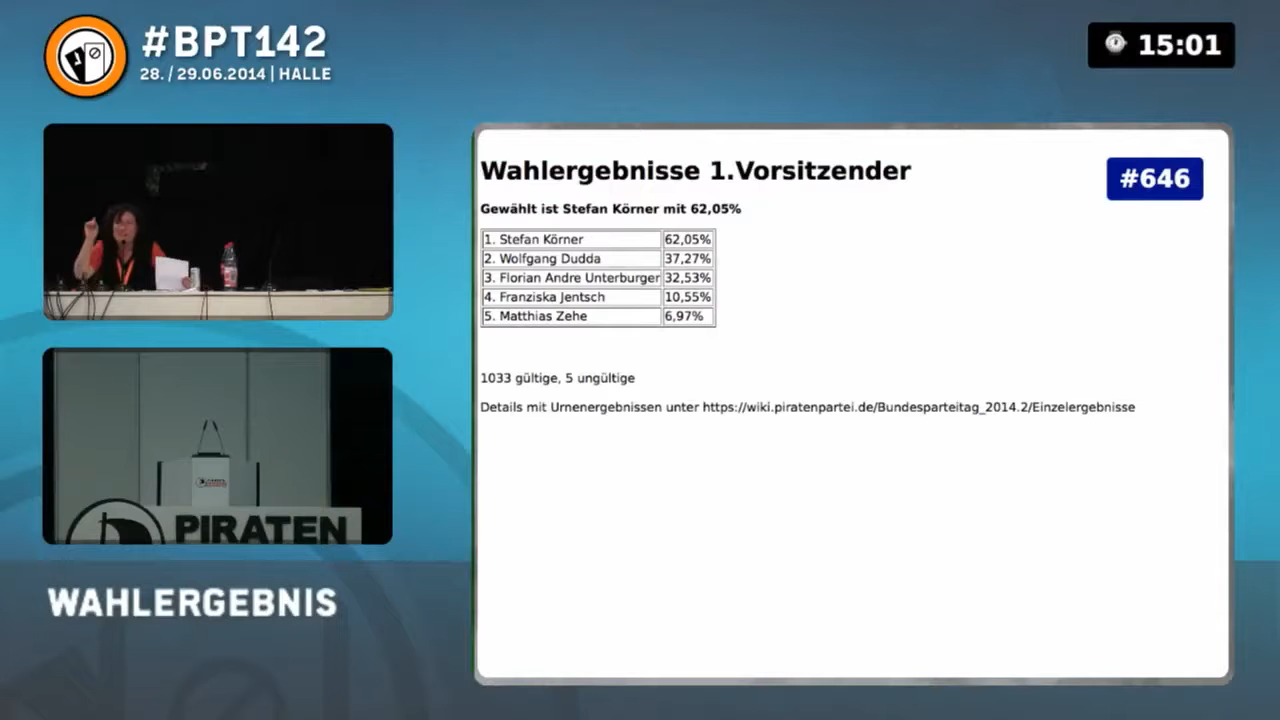 #BPT142
28. / 29.06.2014 | HALLE
15:01
Wahlergebnisse 1.Vorsitzender
#646
Gewählt ist Stefan Körner mit 62,05%
1. Stefan Körner 62,05%
2. Wolfgang Dudda 37,27%
3. Florian Andre Unterburger 32,53%
4. Franziska Jentsch 10,55%
5. Matthias Zehe 6,97%
1033 gültige, 5 ungültige
Details mit Urnenergebnissen unter https://wiki.piratenpartei.de/Bundesparteitag_2014.2/Einzelergebnisse
PIRATEN
WAHLERGEBNIS